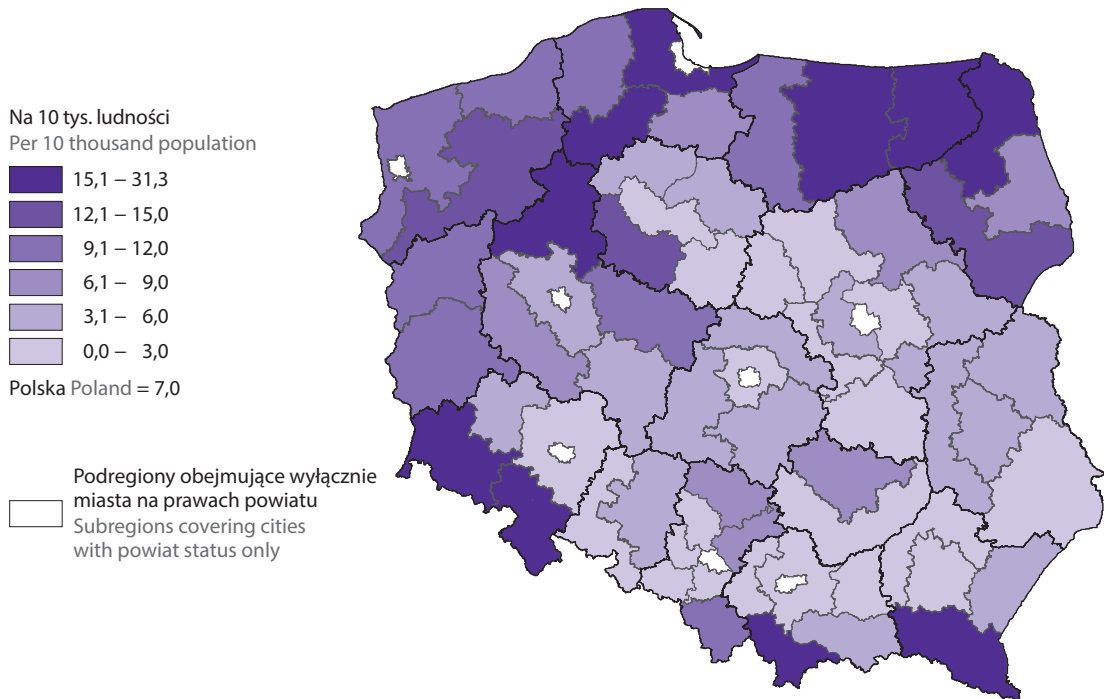 Na 10 tys. ludności
Per 10 thousand population
15,1 – 31,3
12,1 – 15,0
9,1 – 12,0
6,1 – 9,0
3,1 – 6,0
0,0 – 3,0
Polska Poland = 7,0
Podregiony obejmujące wyłącznie
miasta na prawach powiatu
Subregions covering cities
with powiat status only